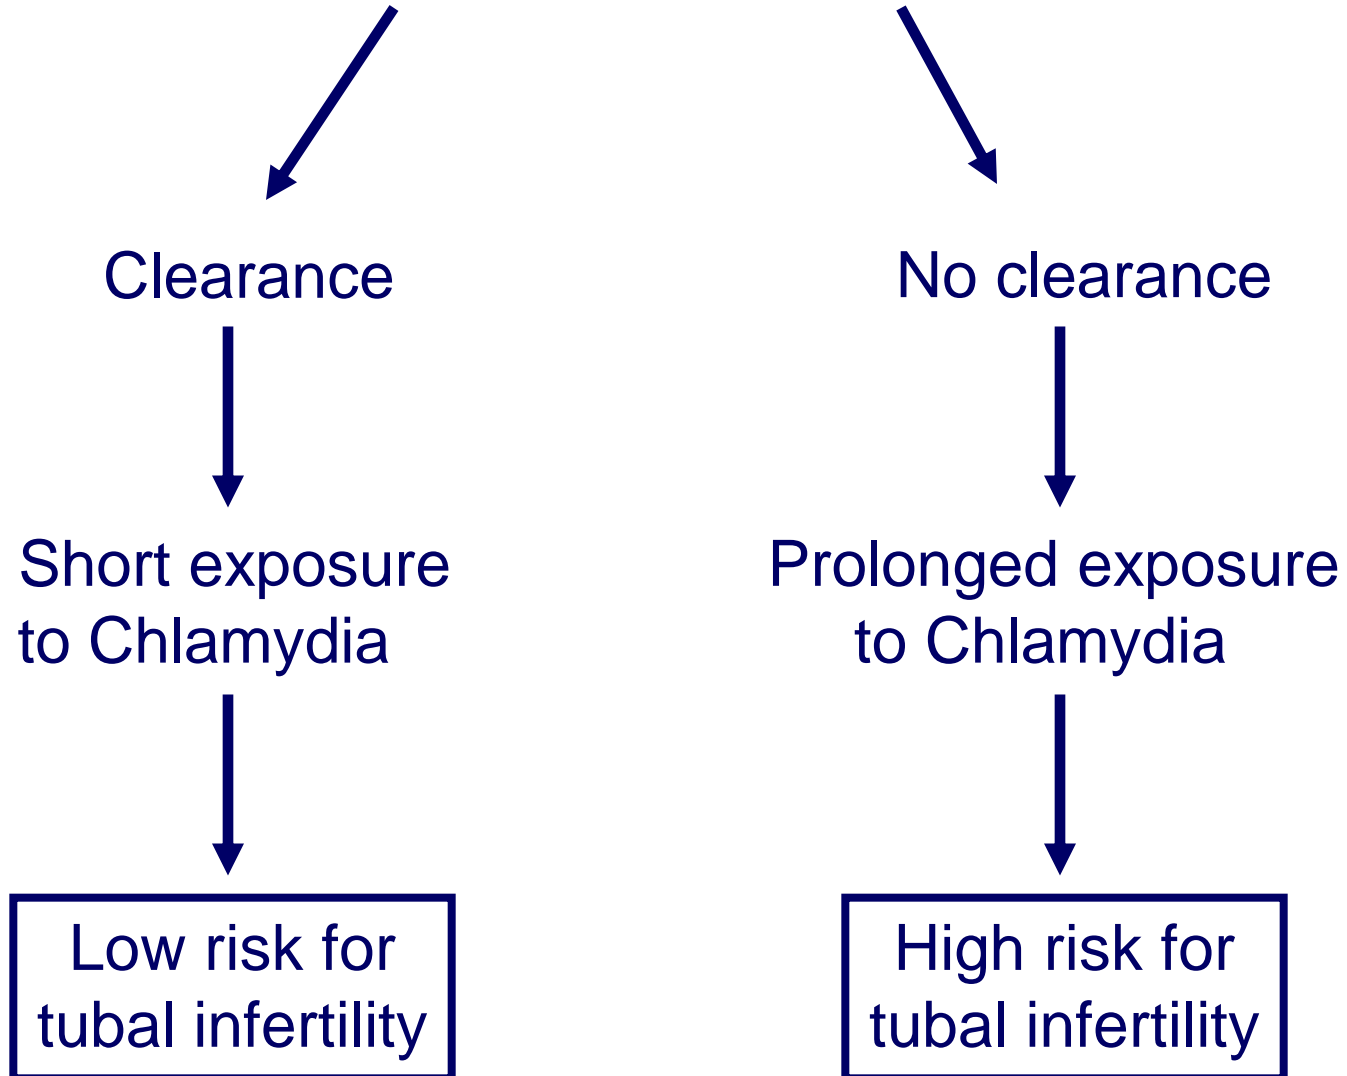 Clearance
No clearance
Short exposure
to Chlamydia
Prolonged exposure
to Chlamydia
Low risk for
tubal infertility
High risk for
tubal infertility